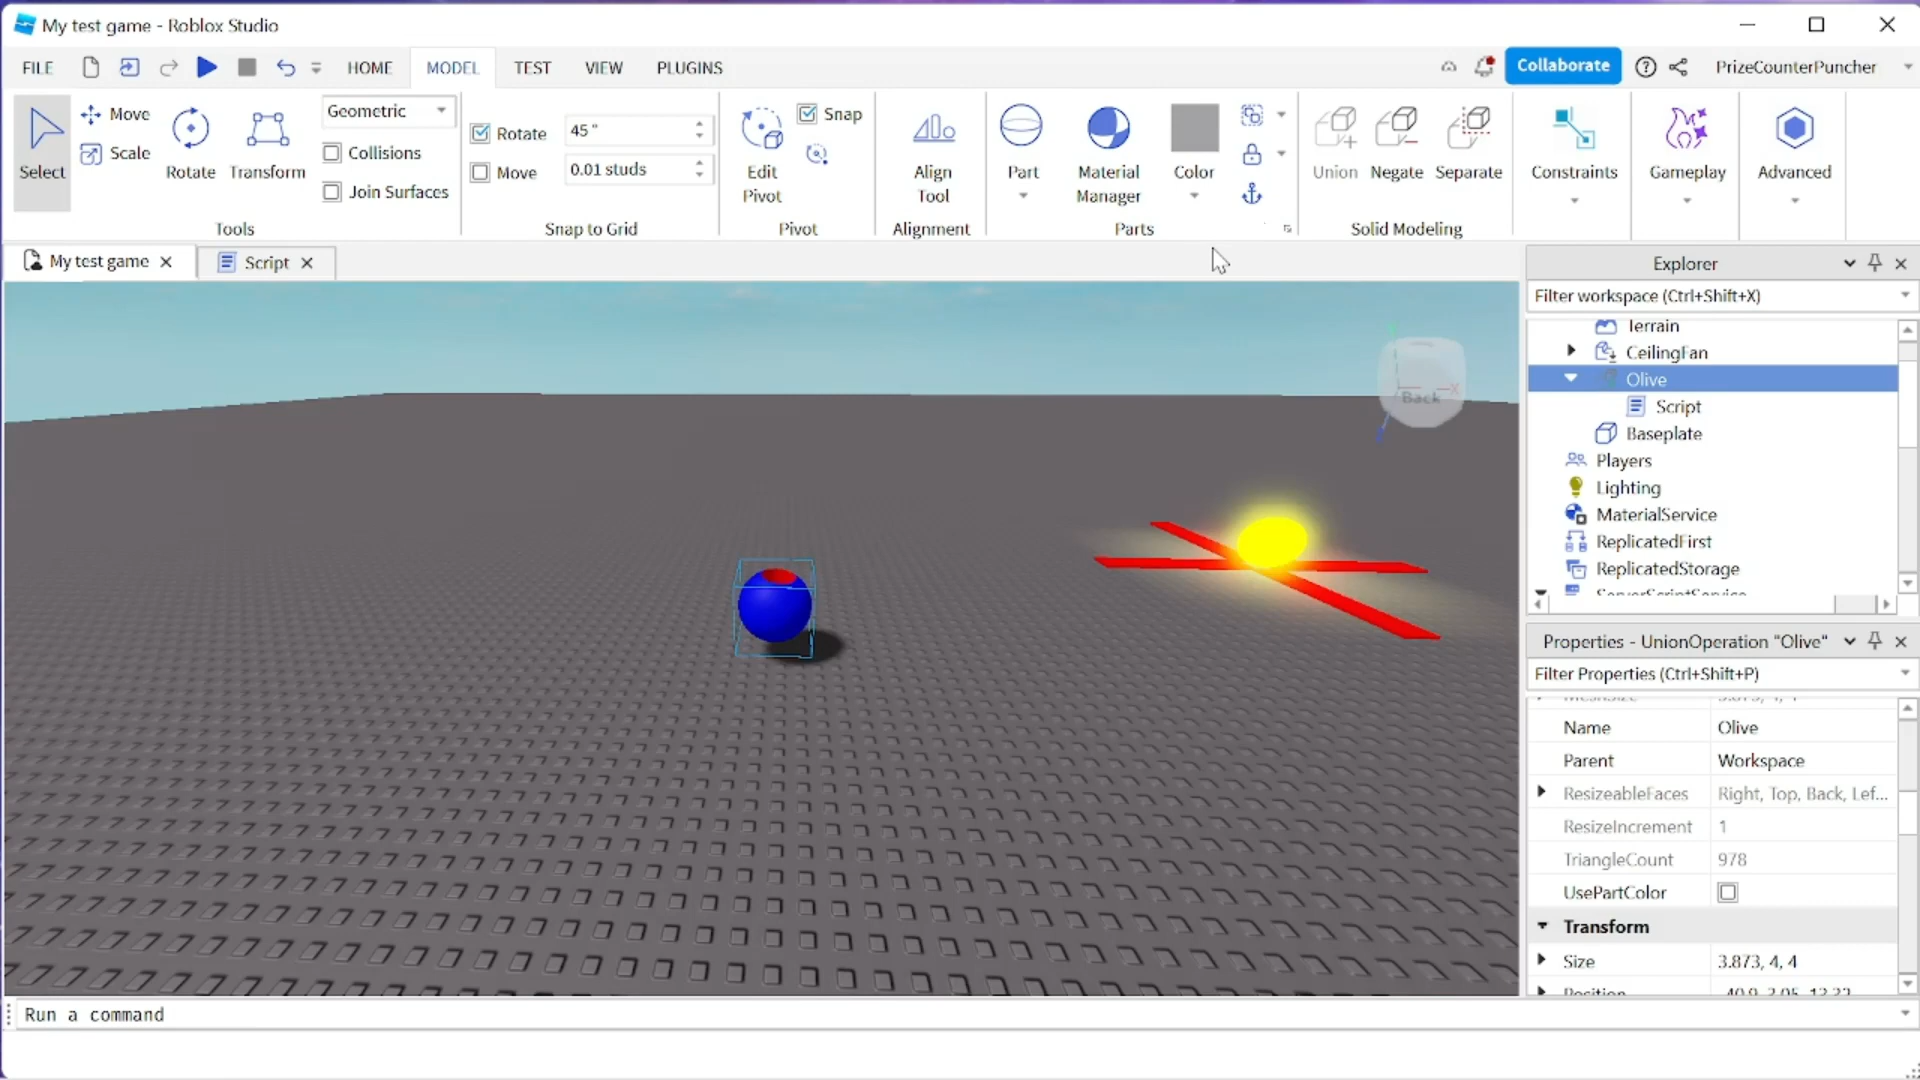 My test game - Roblox Studio
FILE HOME MODEL TEST VIEW PLUGINS Collaborate PrizeCounterPuncher
Select
Move
Scale
Rotate
Transform
Geometric
Collisions
Join Surfaces
Tools
Rotate 45 °
Move 0.01 studs
Snap to Grid
Edit
Pivot
Snap
Pivot
Align
Tool
Alignment
Part
Material
Manager
Color
Parts
Union
Negate
Separate
Solid Modeling
Constraints
Gameplay
Advanced
My test game
Script
Back
X
Explorer
Filter workspace (Ctrl+Shift+X)
Terrain
CeilingFan
Olive
Script
Baseplate
Players
Lighting
MaterialService
ReplicatedFirst
ReplicatedStorage
ServerScriptService
Properties - UnionOperation "Olive"
Filter Properties (Ctrl+Shift+P)
Name Olive
Parent Workspace
ResizeableFaces Right, Top, Back, Lef...
ResizeIncrement 1
TriangleCount 978
UsePartColor
Transform
Size 3.873, 4, 4
Position
Run a command